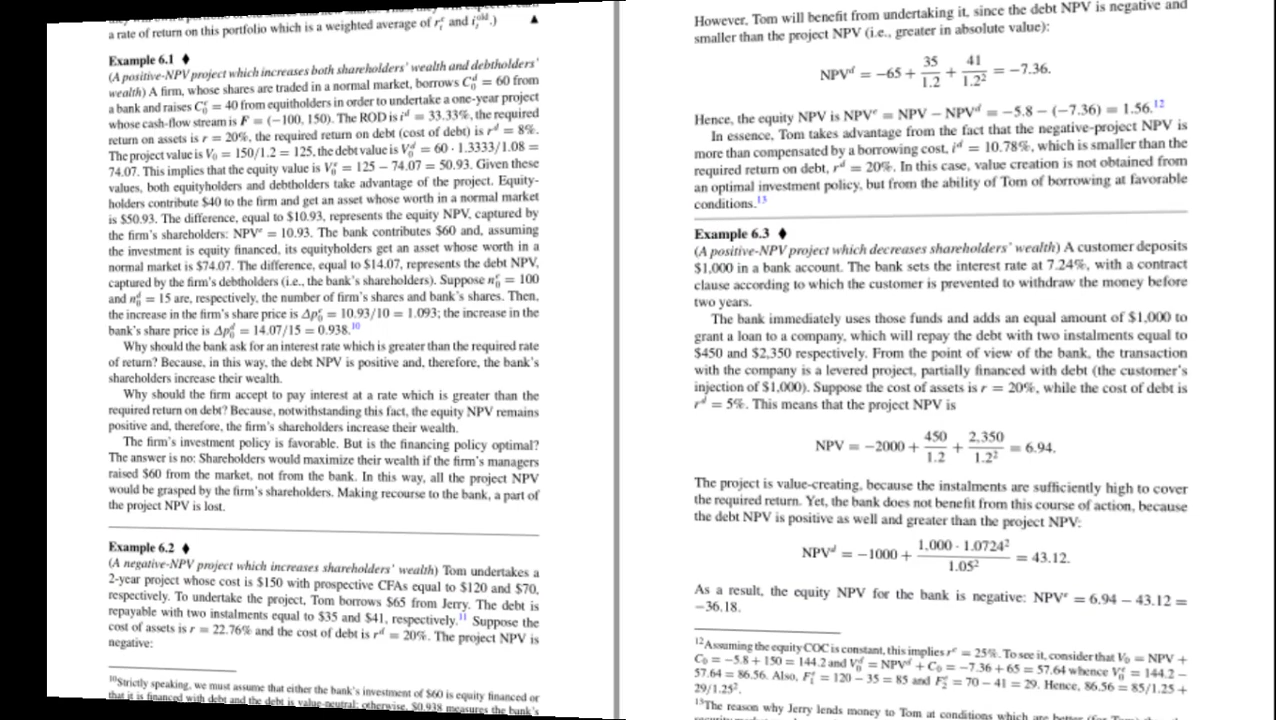 a rate of return on this portfolio which is a weighted average of r_t^e and i_t^old.) ▲
Example 6.1 ♦
(A positive-NPV project which increases both shareholders' wealth and debtholders'
wealth) A firm, whose shares are traded in a normal market, borrows C_0^d = 60 from
a bank and raises C_0^e = 40 from equitholders in order to undertake a one-year project
whose cash-flow stream is F = (−100, 150). The ROD is i^d = 33.33%, the required
return on assets is r = 20%, the required return on debt (cost of debt) is r^d = 8%.
The project value is V_0 = 150/1.2 = 125, the debt value is V_0^d = 60 · 1.3333/1.08 =
74.07. This implies that the equity value is V_0^e = 125 − 74.07 = 50.93. Given these
values, both equityholders and debtholders take advantage of the project. Equity-
holders contribute $40 to the firm and get an asset whose worth in a normal market
is $50.93. The difference, equal to $10.93, represents the equity NPV, captured by
the firm's shareholders: NPV^e = 10.93. The bank contributes $60 and, assuming
the investment is equity financed, its equityholders get an asset whose worth in a
normal market is $74.07. The difference, equal to $14.07, represents the debt NPV,
captured by the firm's debtholders (i.e., the bank's shareholders). Suppose n_0^e = 100
and n_0^d = 15 are, respectively, the number of firm's shares and bank's shares. Then,
the increase in the firm's share price is Δp_0^e = 10.93/10 = 1.093; the increase in the
bank's share price is Δp_0^d = 14.07/15 = 0.938.^10
Why should the bank ask for an interest rate which is greater than the required rate
of return? Because, in this way, the debt NPV is positive and, therefore, the bank's
shareholders increase their wealth.
Why should the firm accept to pay interest at a rate which is greater than the
required return on debt? Because, notwithstanding this fact, the equity NPV remains
positive and, therefore, the firm's shareholders increase their wealth.
The firm's investment policy is favorable. But is the financing policy optimal?
The answer is no: Shareholders would maximize their wealth if the firm's managers
raised $60 from the market, not from the bank. In this way, all the project NPV
would be grasped by the firm's shareholders. Making recourse to the bank, a part of
the project NPV is lost.
Example 6.2 ♦
(A negative-NPV project which increases shareholders' wealth) Tom undertakes a
2-year project whose cost is $150 with prospective CFAs equal to $120 and $70,
respectively. To undertake the project, Tom borrows $65 from Jerry. The debt is
repayable with two instalments equal to $35 and $41, respectively.^11 Suppose the
cost of assets is r = 22.76% and the cost of debt is r^d = 20%. The project NPV is
negative:
^10Strictly speaking, we must assume that either the bank's investment of $60 is equity financed or
that it is financed with debt and the debt is value-neutral; otherwise, $0.938 measures the bank's
However, Tom will benefit from undertaking it, since the debt NPV is negative and
smaller than the project NPV (i.e., greater in absolute value):
NPV^d = −65 + 35/1.2 + 41/1.2^2 = −7.36.
Hence, the equity NPV is NPV^e = NPV − NPV^d = −5.8 − (−7.36) = 1.56.^12
In essence, Tom takes advantage from the fact that the negative-project NPV is
more than compensated by a borrowing cost, i^d = 10.78%, which is smaller than the
required return on debt, r^d = 20%. In this case, value creation is not obtained from
an optimal investment policy, but from the ability of Tom of borrowing at favorable
conditions.^13
Example 6.3 ♦
(A positive-NPV project which decreases shareholders' wealth) A customer deposits
$1,000 in a bank account. The bank sets the interest rate at 7.24%, with a contract
clause according to which the customer is prevented to withdraw the money before
two years.
The bank immediately uses those funds and adds an equal amount of $1,000 to
grant a loan to a company, which will repay the debt with two instalments equal to
$450 and $2,350 respectively. From the point of view of the bank, the transaction
with the company is a levered project, partially financed with debt (the customer's
injection of $1,000). Suppose the cost of assets is r = 20%, while the cost of debt is
r^d = 5%. This means that the project NPV is
NPV = −2000 + 450/1.2 + 2,350/1.2^2 = 6.94.
The project is value-creating, because the instalments are sufficiently high to cover
the required return. Yet, the bank does not benefit from this course of action, because
the debt NPV is positive as well and greater than the project NPV:
NPV^d = −1000 + 1,000 · 1.0724^2/1.05^2 = 43.12.
As a result, the equity NPV for the bank is negative: NPV^e = 6.94 − 43.12 =
−36.18.
^12Assuming the equity COC is constant, this implies r^e = 25%. To see it, consider that V_0 = NPV +
C_0 = −5.8 + 150 = 144.2 and V_0^d = NPV^d + C_0 = −7.36 + 65 = 57.64 whence V_0^e = 144.2 −
57.64 = 86.56. Also, F_1^e = 120 − 35 = 85 and F_2^e = 70 − 41 = 29. Hence, 86.56 = 85/1.25 +
29/1.25^2.
^13The reason why Jerry lends money to Tom at conditions which are better (for Tom)